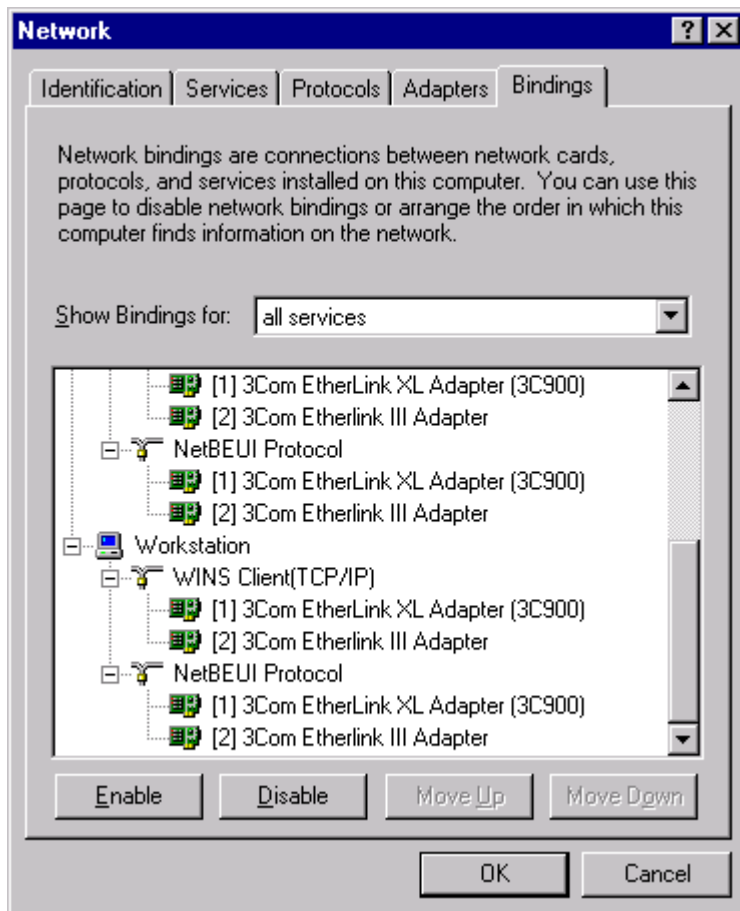 Network
Identification Services Protocols Adapters Bindings
Network bindings are connections between network cards,
protocols, and services installed on this computer. You can use this
page to disable network bindings or arrange the order in which this
computer finds information on the network.
Show Bindings for: all services
[1] 3Com EtherLink XL Adapter (3C900)
[2] 3Com EtherLink III Adapter
NetBEUI Protocol
[1] 3Com EtherLink XL Adapter (3C900)
[2] 3Com Etherlink III Adapter
Workstation
WINS Client(TCP/IP)
[1] 3Com EtherLink XL Adapter (3C900)
[2] 3Com EtherLink III Adapter
NetBEUI Protocol
[1] 3Com EtherLink XL Adapter (3C900)
[2] 3Com Etherlink III Adapter
Enable Disable Move Up Move Down
OK Cancel